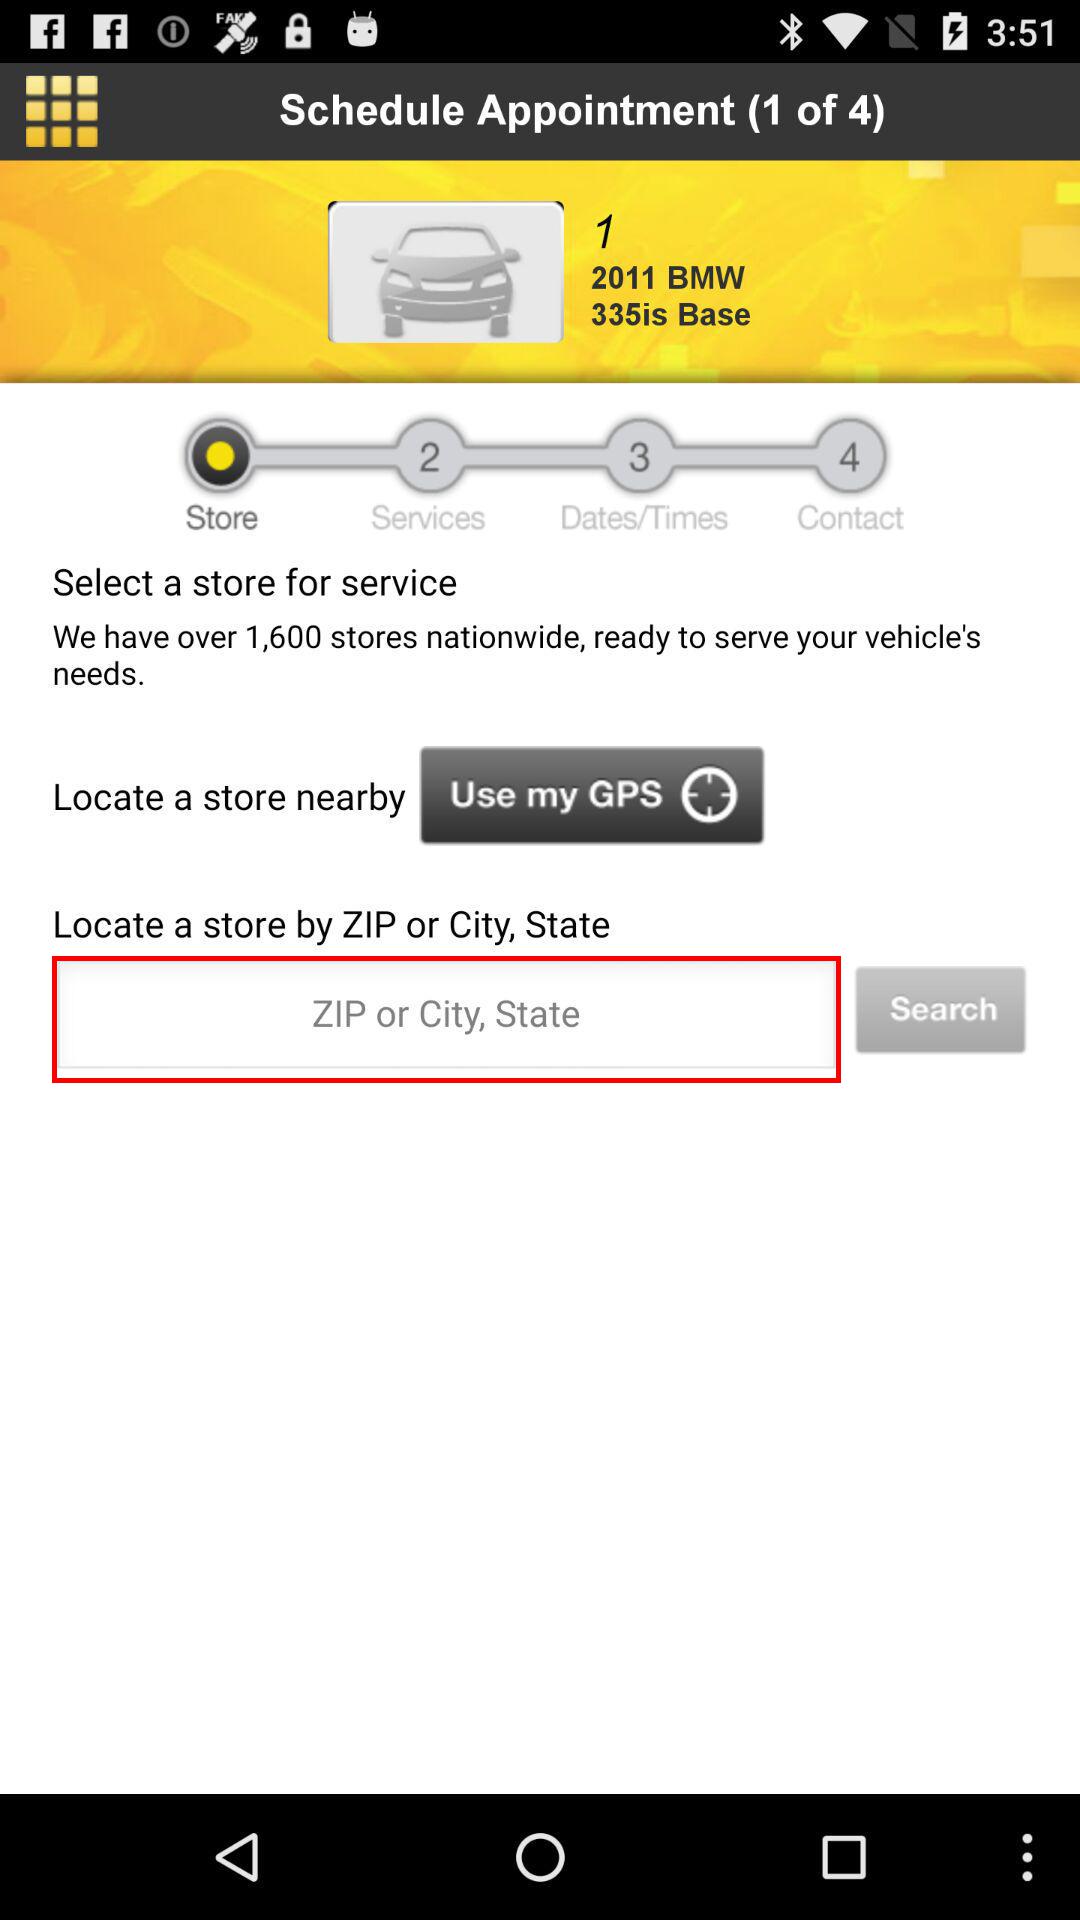 FAKE
3:51
Schedule Appointment (1 of 4)
1
2011 BMW
335is Base
2 3 4
Store Services Dates/Times Contact
Select a store for service
We have over 1,600 stores nationwide, ready to serve your vehicle's
needs.
Locate a store nearby Use my GPS
Locate a store by ZIP or City, State
ZIP or City, State Search